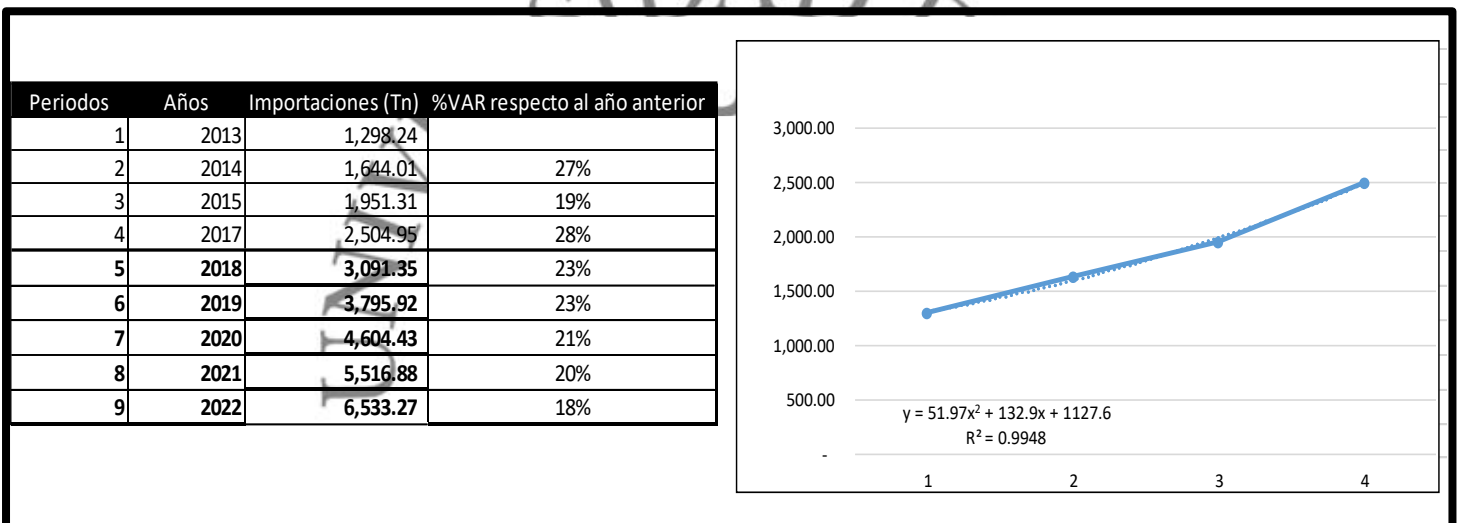 Periodos Años Importaciones (Tn) %VAR respecto al año anterior
1 2013 1,298.24
2 2014 1,644.01 27%
3 2015 1,951.31 19%
4 2017 2,504.95 28%
5 2018 3,091.35 23%
6 2019 3,795.92 23%
7 2020 4,604.43 21%
8 2021 5,516.88 20%
9 2022 6,533.27 18%
3,000.00
2,500.00
2,000.00
1,500.00
1,000.00
500.00
-
y = 51.97x² + 132.9x + 1127.6
R² = 0.9948
1 2 3 4